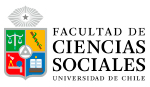 FACULTAD DE
CIENCIAS
SOCIALES
UNIVERSIDAD DE CHILE